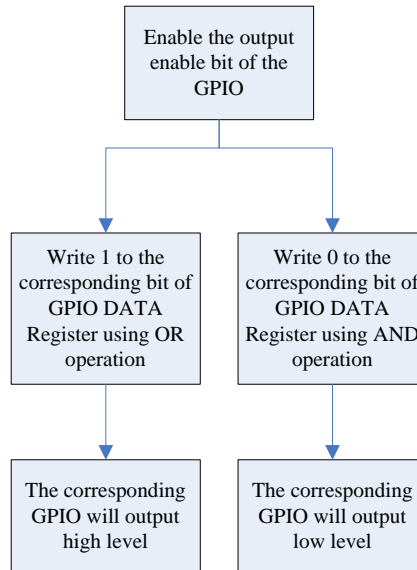 Enable the output
enable bit of the
GPIO
Write 1 to the
corresponding bit of
GPIO DATA
Register using OR
operation
Write 0 to the
corresponding bit of
GPIO DATA
Register using AND
operation
The corresponding
GPIO will output
high level
The corresponding
GPIO will output
low level